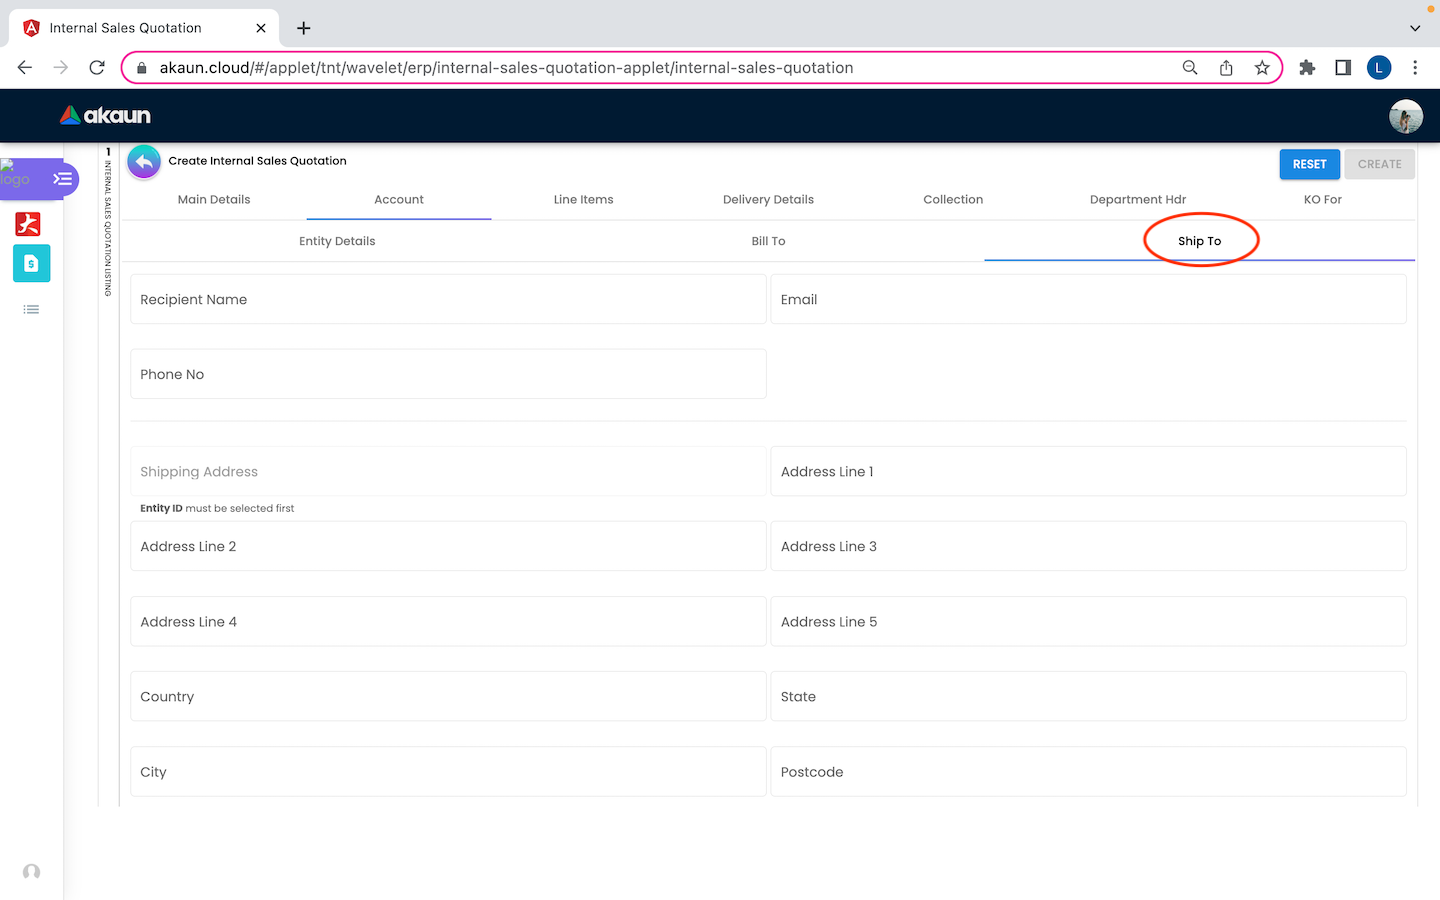 Internal Sales Quotation
akaun.cloud/#/applet/tnt/wavelet/erp/internal-sales-quotation-applet/internal-sales-quotation
L
akaun
logo
1
INTERNAL SALES QUOTATION LISTING
Create Internal Sales Quotation
RESET
CREATE
Main Details
Account
Line Items
Delivery Details
Collection
Department Hdr
KO For
Entity Details
Bill To
Ship To
Recipient Name
Email
Phone No
Shipping Address
Address Line 1
Entity ID must be selected first
Address Line 2
Address Line 3
Address Line 4
Address Line 5
Country
State
City
Postcode